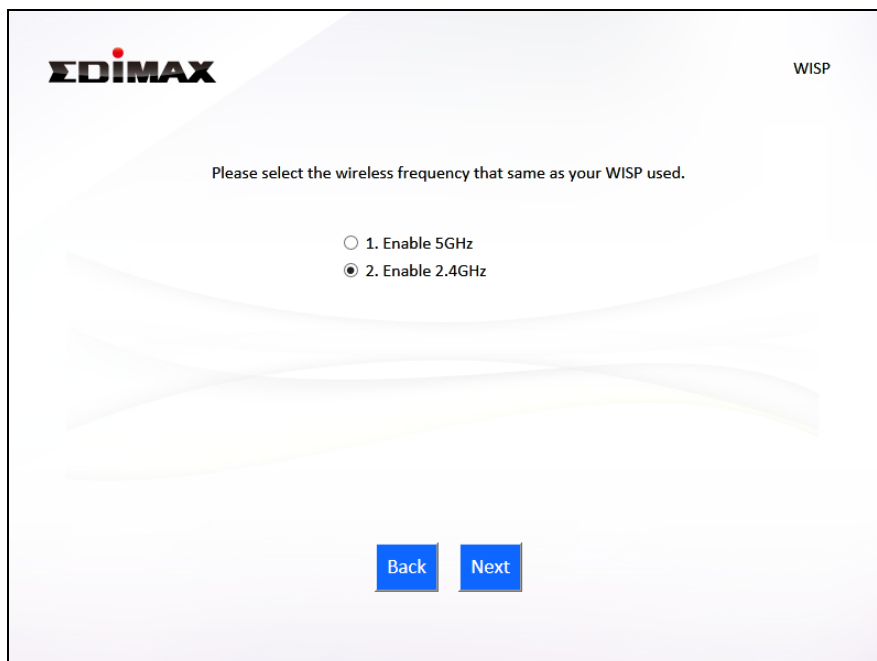 EDIMAX
WISP
Please select the wireless frequency that same as your WISP used.
1. Enable 5GHz
2. Enable 2.4GHz
Back
Next